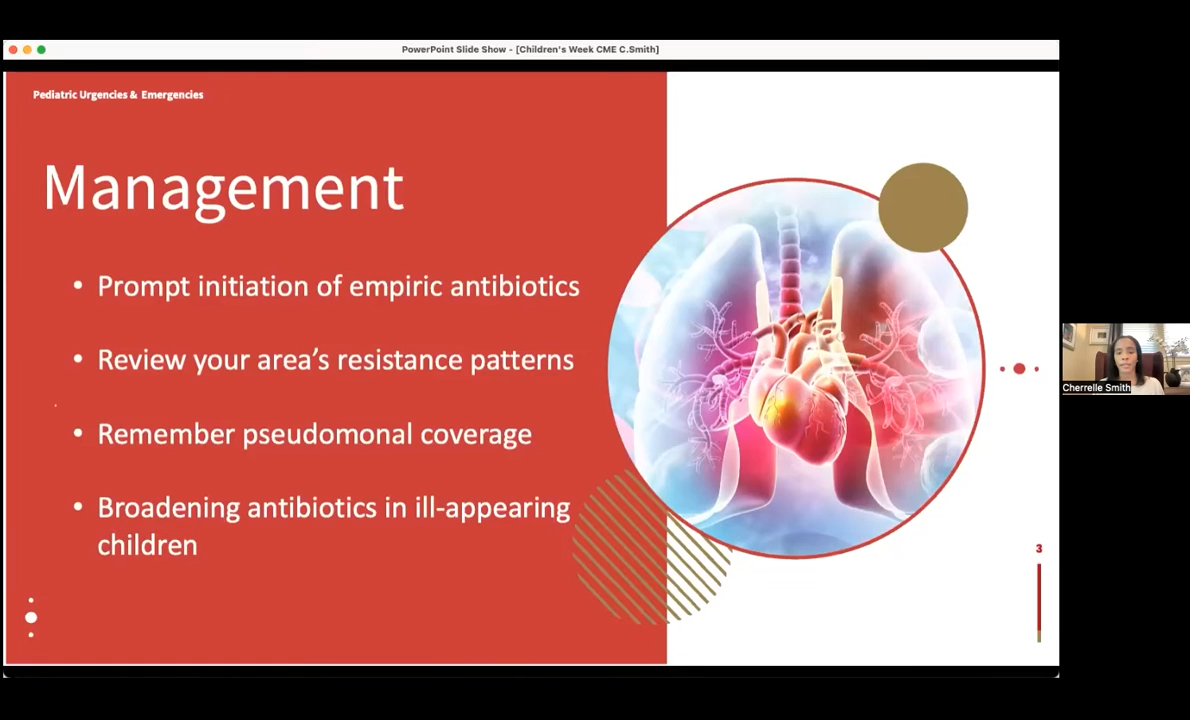 PowerPoint Slide Show - [Children's Week CME C.Smith]
Pediatric Urgencies & Emergencies
Management
• Prompt initiation of empiric antibiotics
• Review your area’s resistance patterns
• Remember pseudomonal coverage
• Broadening antibiotics in ill-appearing
children
3
Cherrelle Smith